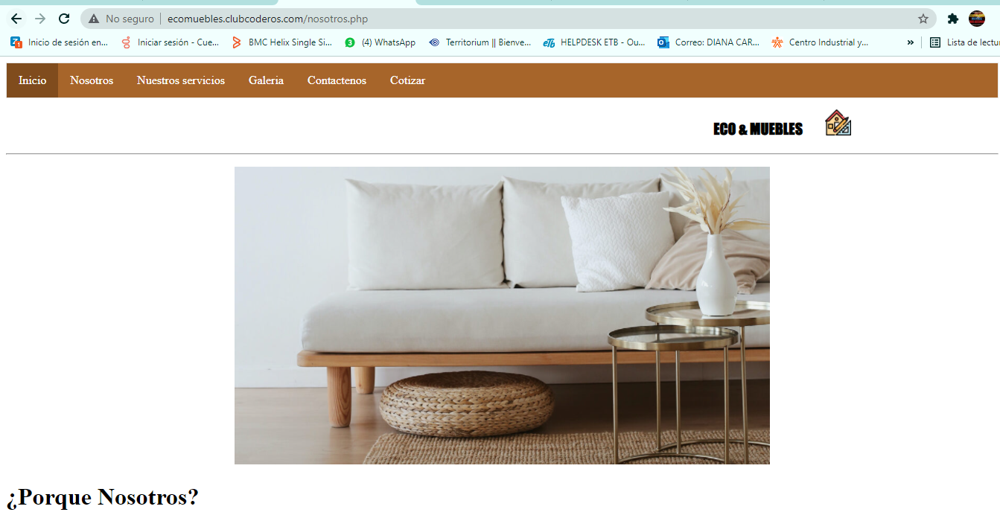 No seguro | ecomuebles.clubcoderos.com/nosotros.php
Inicio de sesión en... Iniciar sesión - Cue... BMC Helix Single Si... (4) WhatsApp Territorium || Bienve... HELPDESK ETB - Ou... Correo: DIANA CAR... Centro Industrial y... » Lista de lectu
Inicio Nosotros Nuestros servicios Galeria Contactenos Cotizar
ECO & MUEBLES
¿Porque Nosotros?